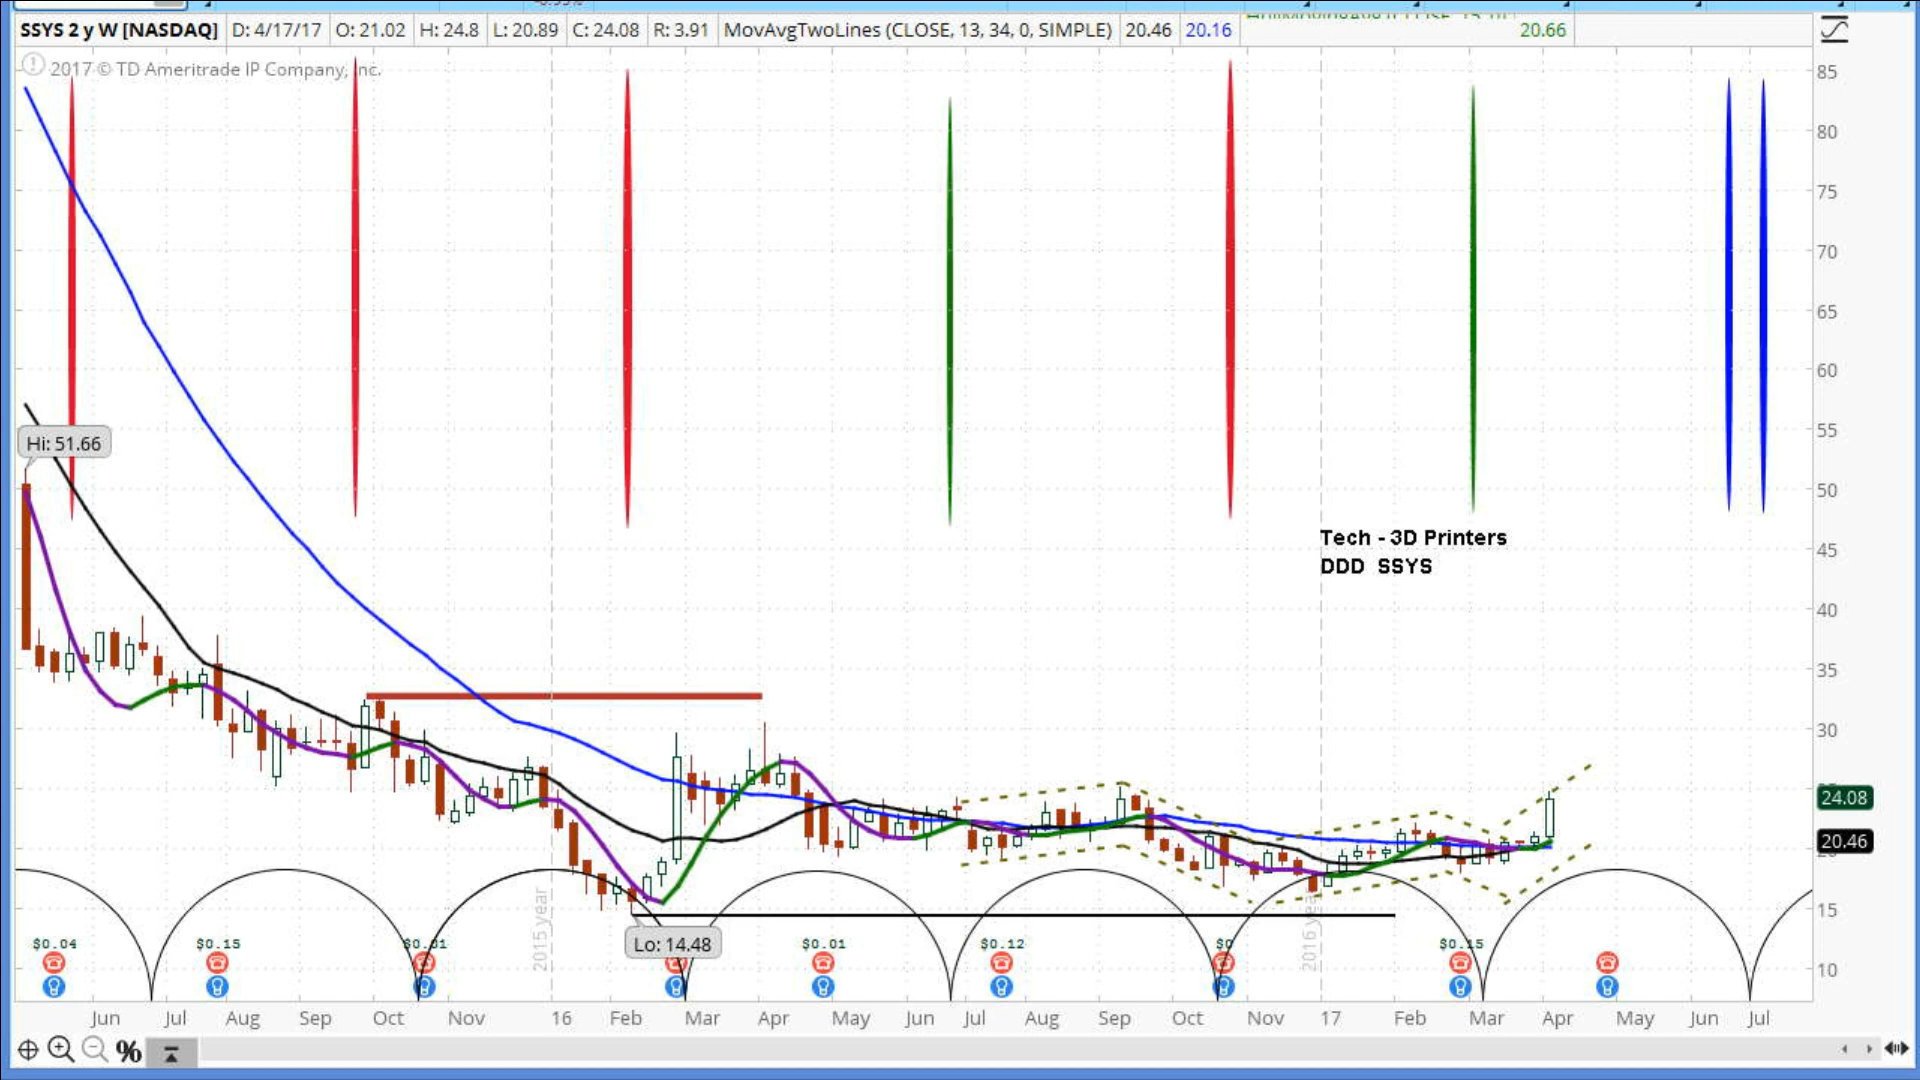 SSYS 2 y W [NASDAQ] D: 4/17/17 O: 21.02 H: 24.8 L: 20.89 C: 24.08 R: 3.91 MovAvgTwoLines (CLOSE, 13, 34, 0, SIMPLE) 20.46 20.16 20.66
2017 © TD Ameritrade IP Company, Inc.
85
80
75
70
65
60
55
50
45
40
35
30
24.08
20.46
15
10
Hi: 51.66
Tech - 3D Printers
DDD SSYS
Lo: 14.48
2015 year
2016 year
$0.04 $0.15 $0.01 $0.01 $0.12 $0 $0.15
Jun Jul Aug Sep Oct Nov 16 Feb Mar Apr May Jun Jul Aug Sep Oct Nov 17 Feb Mar Apr May Jun Jul
%